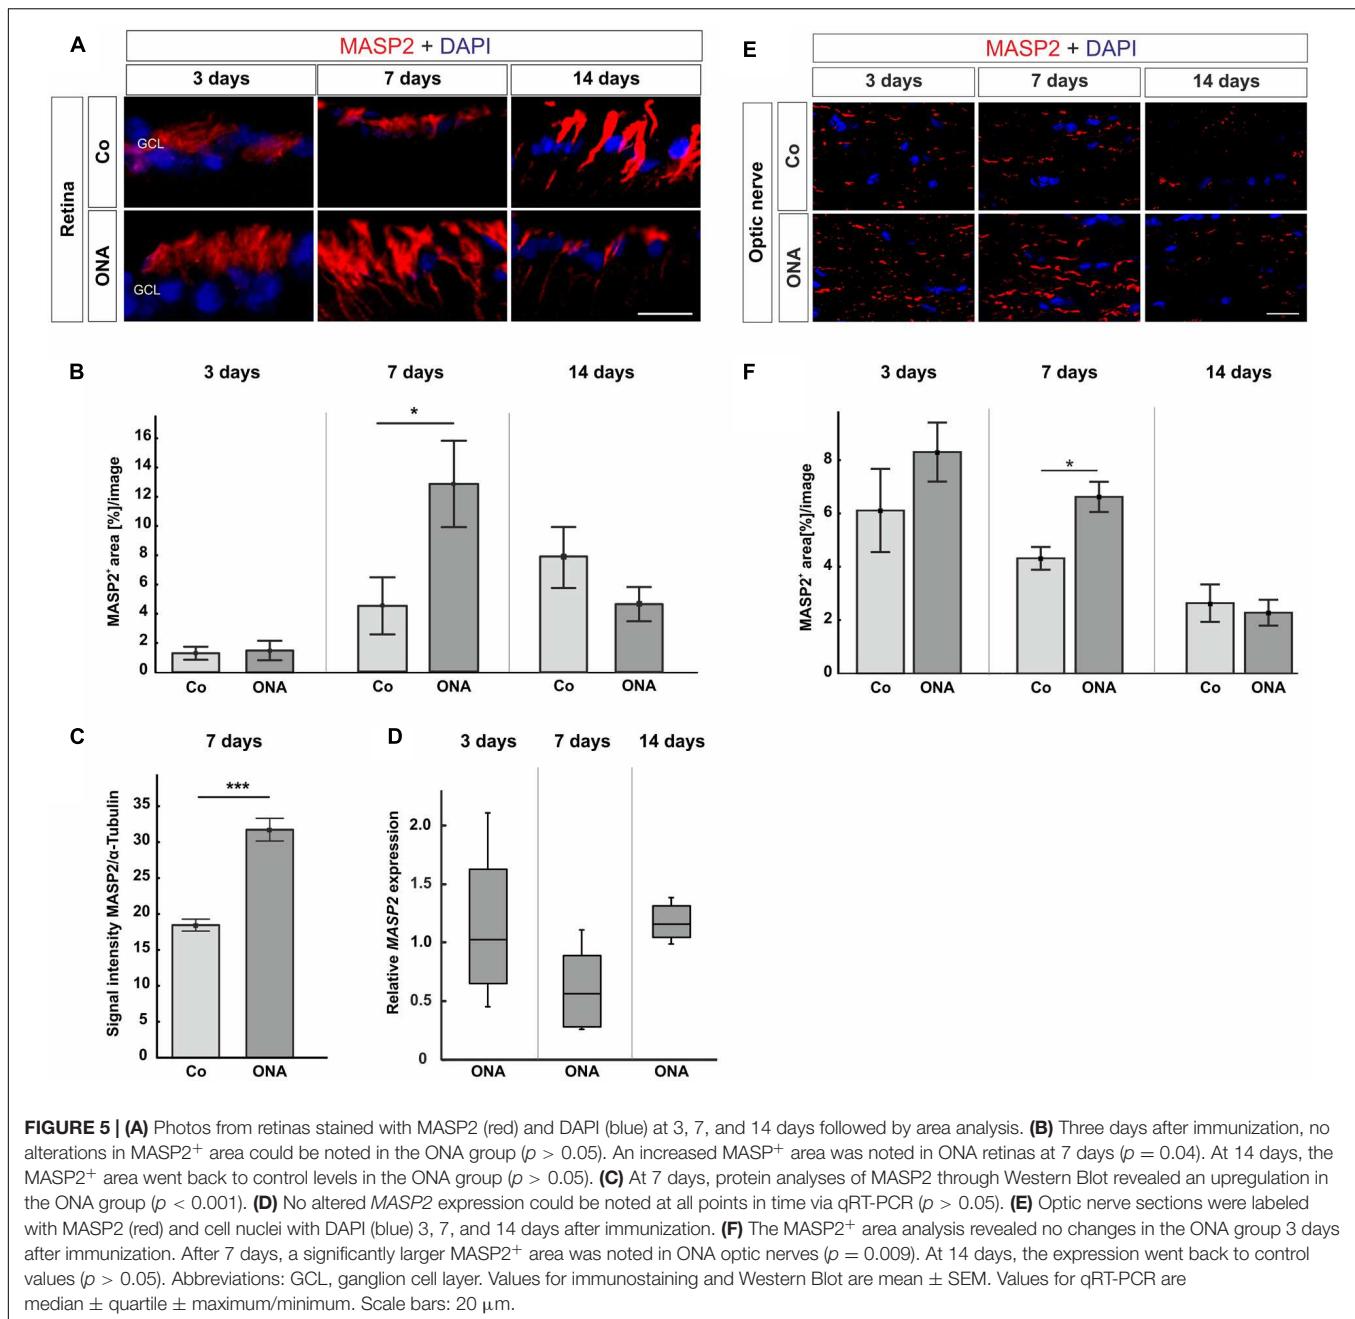 A
MASP2 + DAPI
3 days 7 days 14 days
Retina
Co
GCL
ONA
GCL
E
MASP2 + DAPI
3 days 7 days 14 days
Optic nerve
Co
ONA
B
3 days 7 days 14 days
MASP2⁺ area [%]/image
16
14
12
10
8
6
4
2
0
*
Co ONA Co ONA Co ONA
F
3 days 7 days 14 days
MASP2⁺ area[%]/image
8
6
4
2
0
*
Co ONA Co ONA Co ONA
C
7 days
Signal intensity MASP2/α-Tubulin
35
30
25
20
15
10
5
0
***
Co ONA
D
3 days 7 days 14 days
Relative MASP2 expression
2.0
1.5
1.0
0.5
0
ONA ONA ONA
FIGURE 5 | (A) Photos from retinas stained with MASP2 (red) and DAPI (blue) at 3, 7, and 14 days followed by area analysis. (B) Three days after immunization, no
alterations in MASP2⁺ area could be noted in the ONA group (p > 0.05). An increased MASP⁺ area was noted in ONA retinas at 7 days (p = 0.04). At 14 days, the
MASP2⁺ area went back to control levels in the ONA group (p > 0.05). (C) At 7 days, protein analyses of MASP2 through Western Blot revealed an upregulation in
the ONA group (p < 0.001). (D) No altered MASP2 expression could be noted at all points in time via qRT-PCR (p > 0.05). (E) Optic nerve sections were labeled
with MASP2 (red) and cell nuclei with DAPI (blue) 3, 7, and 14 days after immunization. (F) The MASP2⁺ area analysis revealed no changes in the ONA group 3 days
after immunization. After 7 days, a significantly larger MASP2⁺ area was noted in ONA optic nerves (p = 0.009). At 14 days, the expression went back to control
values (p > 0.05). Abbreviations: GCL, ganglion cell layer. Values for immunostaining and Western Blot are mean ± SEM. Values for qRT-PCR are
median ± quartile ± maximum/minimum. Scale bars: 20 μm.